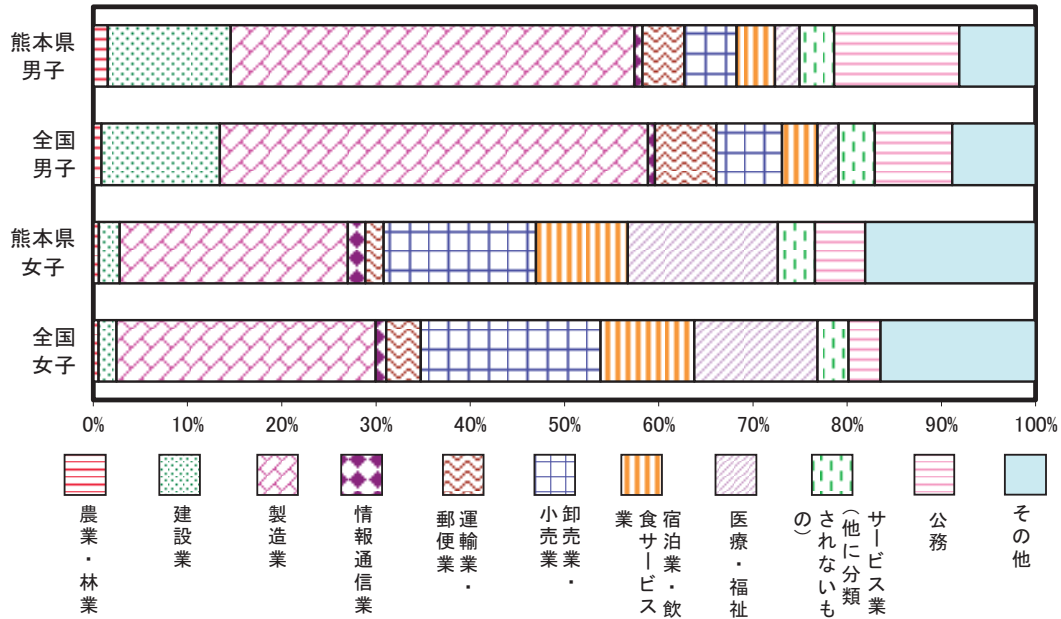 熊本県
男子
全国
男子
熊本県
女子
全国
女子
0%
10%
20%
30%
40%
50%
60%
70%
80%
90%
100%
農業・林業
建設業
製造業
情報通信業
運輸業・
郵便業
卸売業・
小売業
宿泊業・飲
食サービス
業
医療・福祉
サービス業
(他に分類
されないも
の)
公務
その他